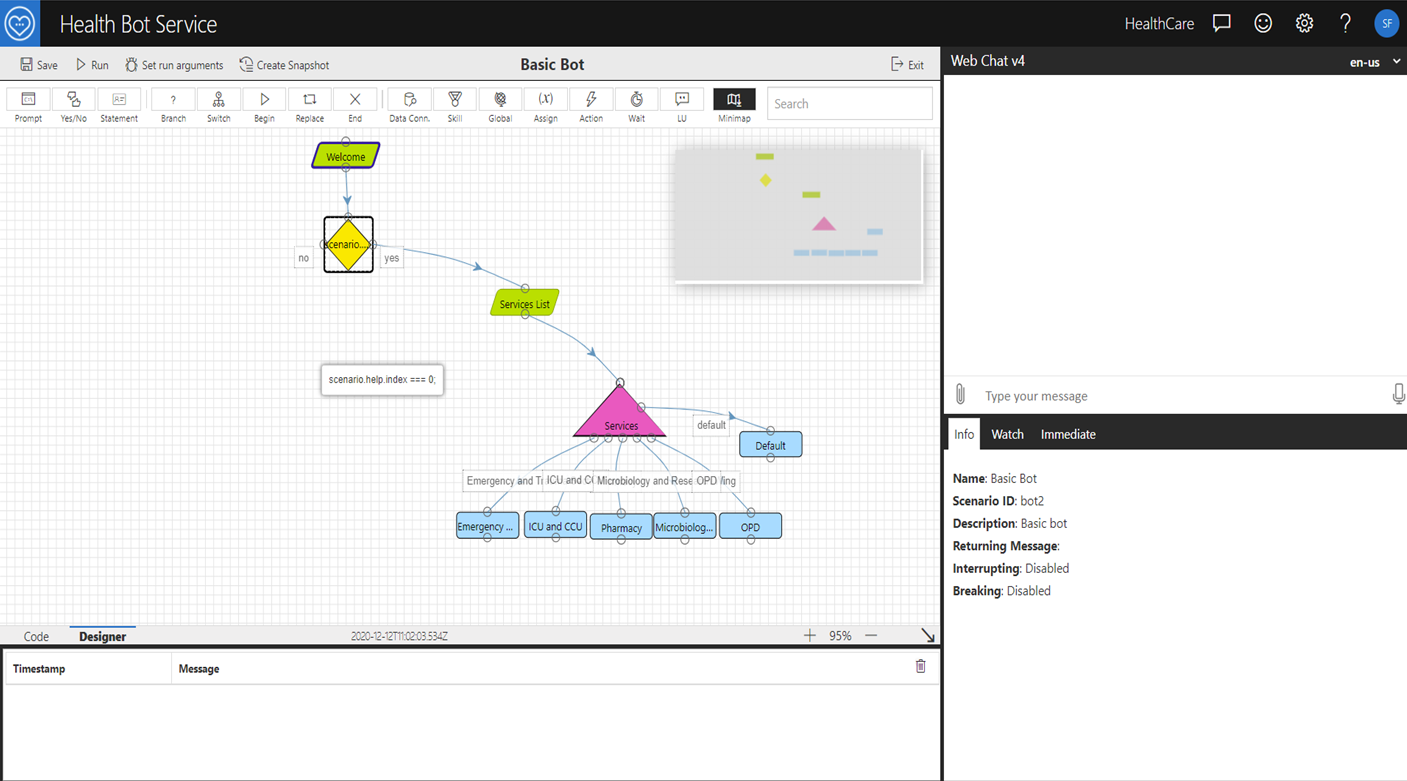 Health Bot Service
HealthCare
SF
Save
Run
Set run arguments
Create Snapshot
Basic Bot
Exit
Web Chat v4
en-us
Prompt
Yes/No
Statement
Branch
Switch
Begin
Replace
End
Data Conn.
Skill
Global
Assign
Action
Wait
LU
Minimap
Search
Welcome
Scenario...
no
yes
Services List
scenario.help.index === 0;
Services
default
Default
Emergency and Tr
ICU and CC
Microbiology and Rese
OPD
Emergency ...
ICU and CCU
Pharmacy
Microbiolog...
OPD
Type your message
Info
Watch
Immediate
Name: Basic Bot
Scenario ID: bot2
Description: Basic bot
Returning Message:
Interrupting: Disabled
Breaking: Disabled
Code
Designer
2020-12-12T11:02:03.534Z
95%
Timestamp
Message